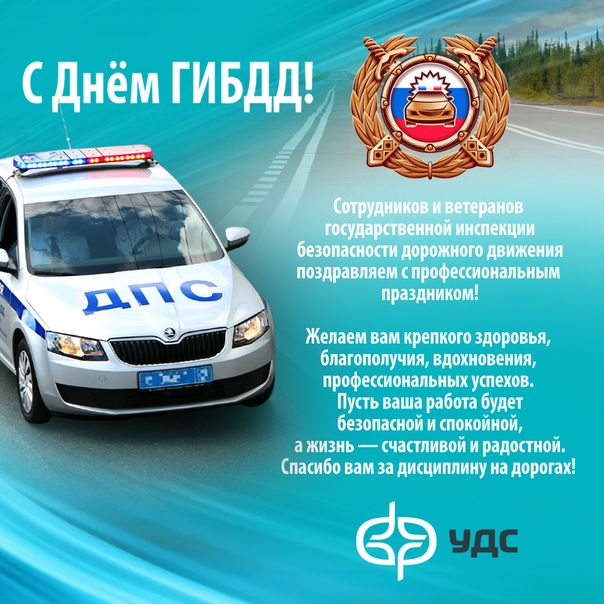 С Днём ГИБДД!
Сотрудников и ветеранов
государственной инспекции
безопасности дорожного движения
поздравляем с профессиональным
праздником!
Желаем вам крепкого здоровья,
благополучия, вдохновения,
профессиональных успехов.
Пусть ваша работа будет
безопасной и спокойной,
а жизнь — счастливой и радостной.
Спасибо вам за дисциплину на дорогах!
ДПС
УДС